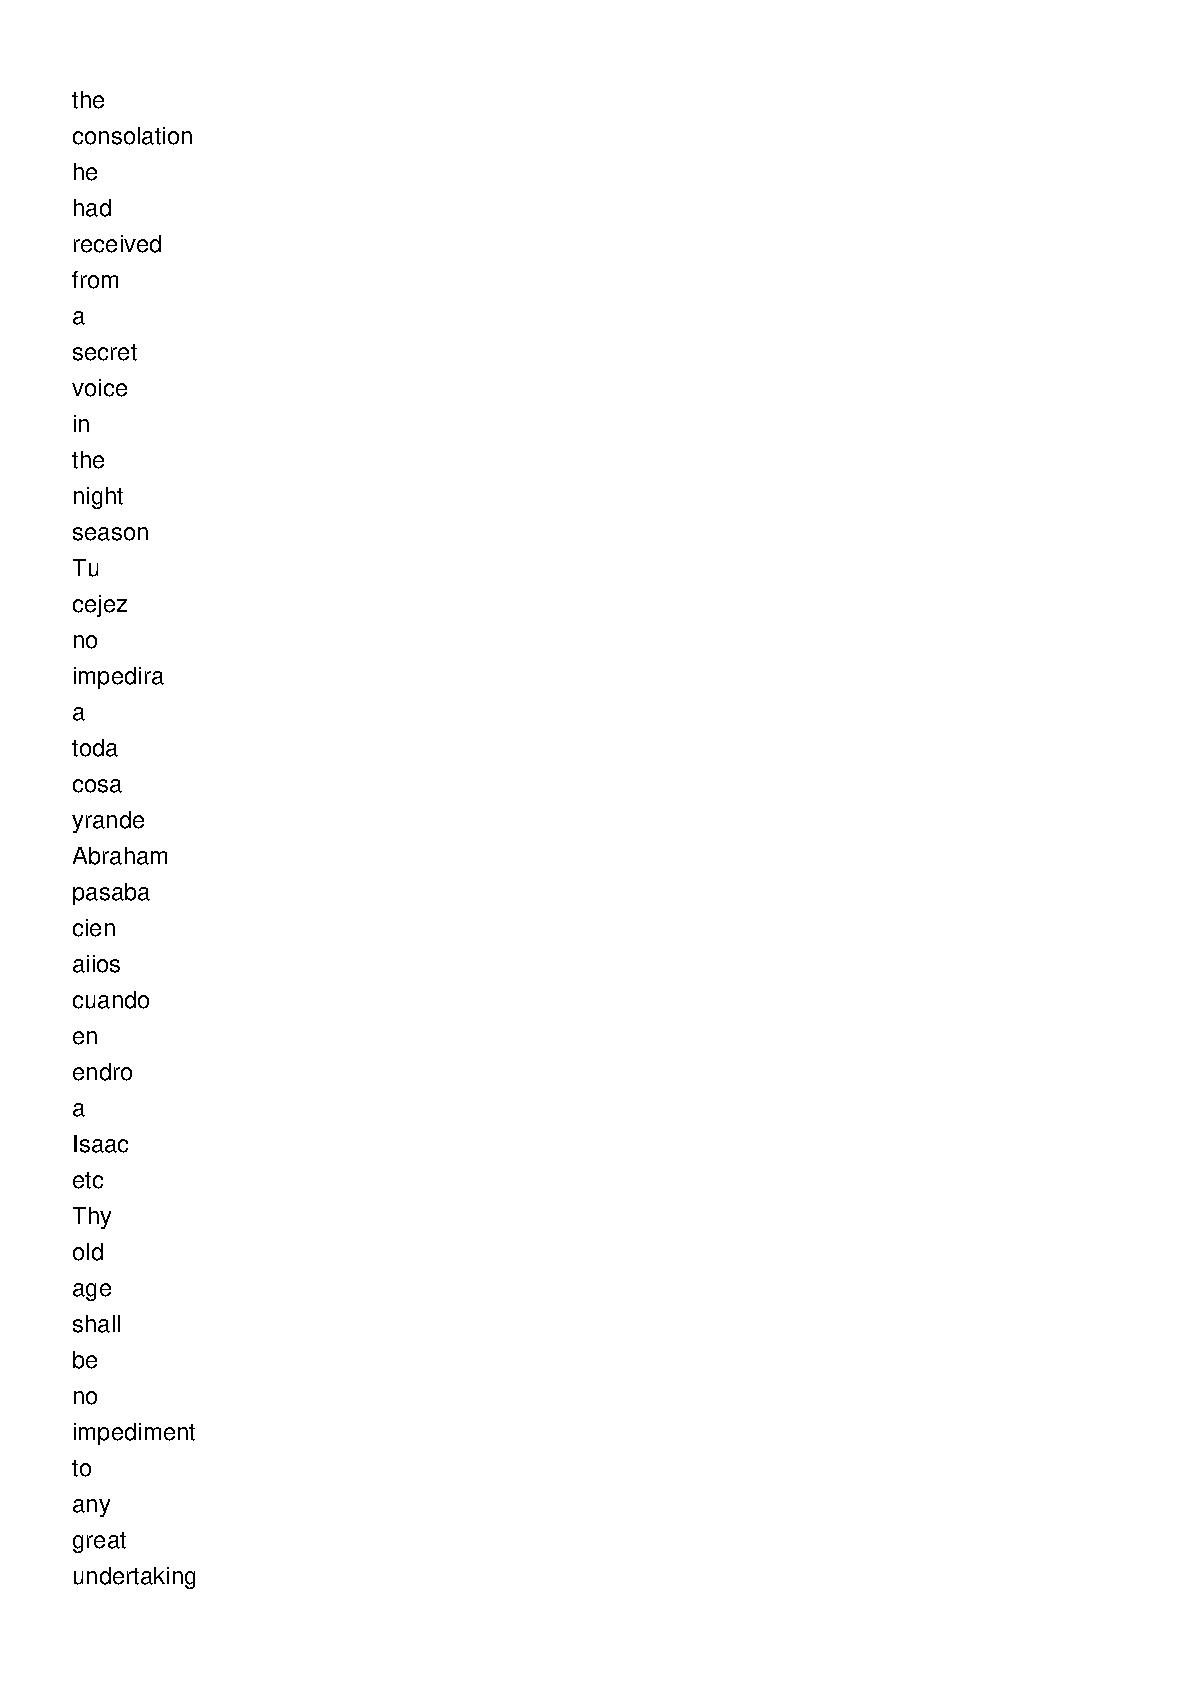 the
consolation
he
had
received
from
a
secret
voice
in
the
night
season
Tu
cejez
no
impedira
a
toda
cosa
yrande
Abraham
pasaba
cien
aiios
cuando
en
endro
a
Isaac
etc
Thy
old
age
shall
be
no
impediment
to
any
great
undertaking